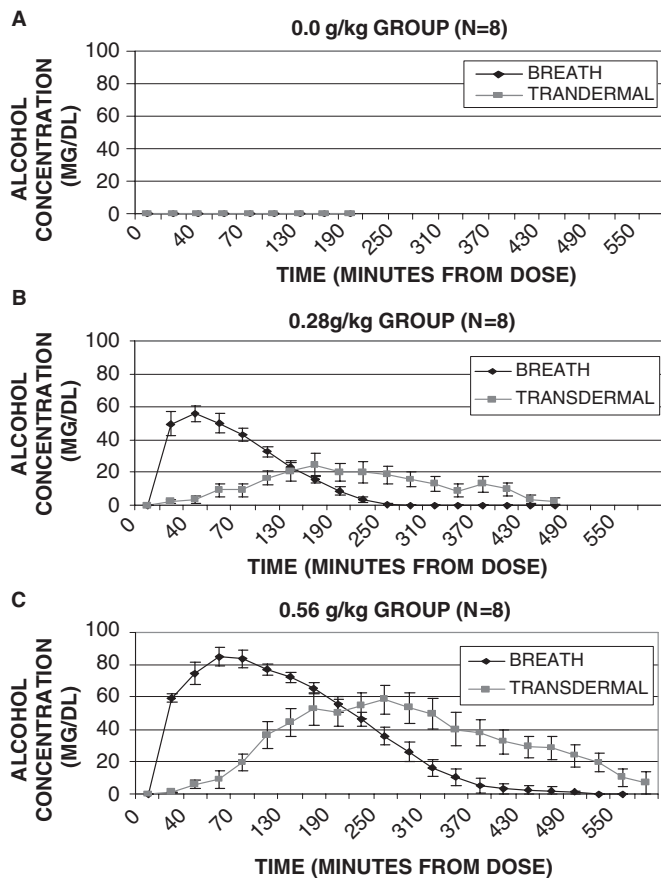 A
0.0 g/kg GROUP (N=8)
100
80
60
40
20
0
ALCOHOL
CONCENTRATION
(MG/DL)
BREATH
TRANDERMAL
0 40 70 130 190 250 310 370 430 490 550
TIME (MINUTES FROM DOSE)
B
0.28g/kg GROUP (N=8)
100
80
60
40
20
0
ALCOHOL
CONCENTRATION
(MG/DL)
BREATH
TRANSDERMAL
0 40 70 130 190 250 310 370 430 490 550
TIME (MINUTES FROM DOSE)
C
0.56 g/kg GROUP (N=8)
100
80
60
40
20
0
ALCOHOL
CONCENTRATION
(MG/DL)
BREATH
TRANSDERMAL
0 40 70 130 190 250 310 370 430 490 550
TIME (MINUTES FROM DOSE)